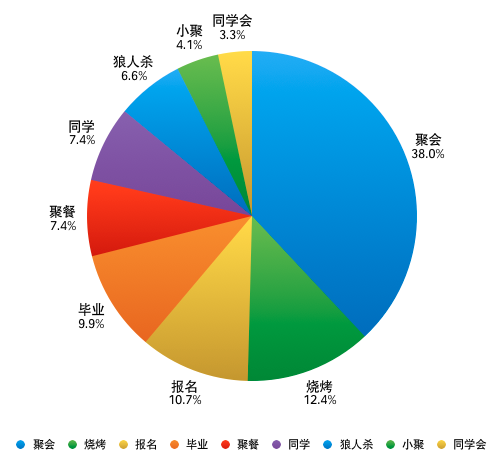 同学会
3.3%
小聚
4.1%
狼人杀
6.6%
同学
7.4%
聚会
38.0%
聚餐
7.4%
毕业
9.9%
报名
10.7%
烧烤
12.4%
聚会 烧烤 报名 毕业 聚餐 同学 狼人杀 小聚 同学会